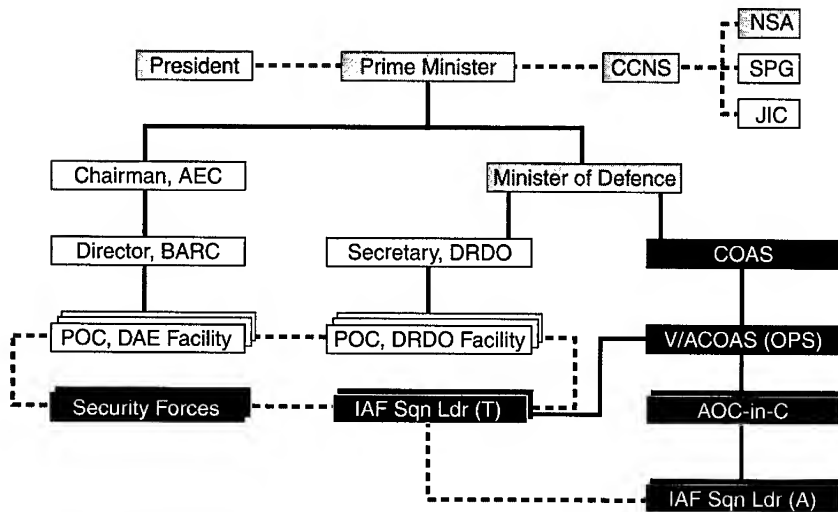 NSA
President
Prime Minister
CCNS
SPG
JIC
Chairman, AEC
Minister of Defence
Director, BARC
Secretary, DRDO
COAS
POC, DAE Facility
POC, DRDO Facility
V/ACOAS (OPS)
Security Forces
IAF Sqn Ldr (T)
AOC-in-C
IAF Sqn Ldr (A)